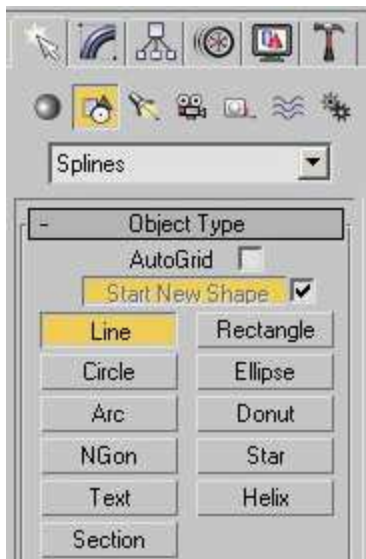 Splines
- Object Type
AutoGrid
Start New Shape
Line Rectangle
Circle Ellipse
Arc Donut
NGon Star
Text Helix
Section